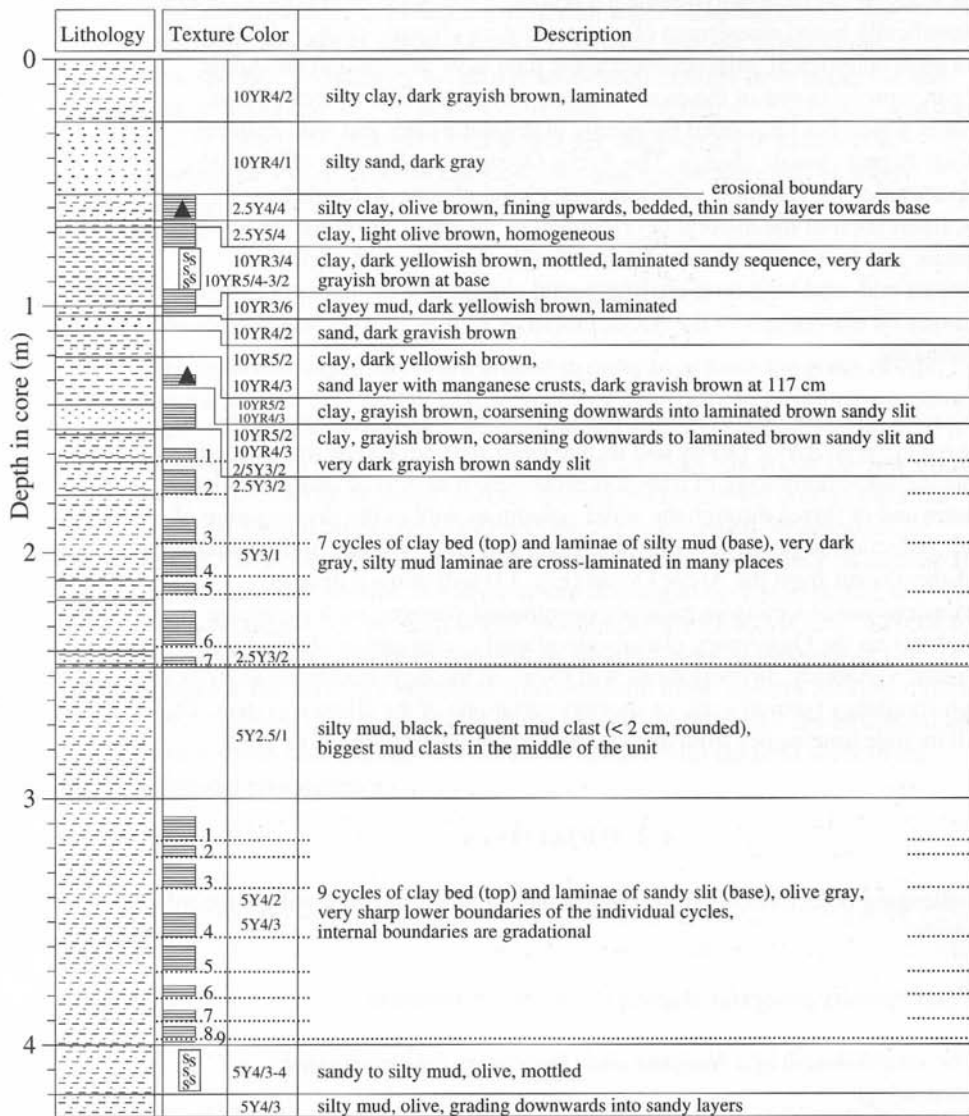 Lithology Texture Color Description
0
10YR4/2 silty clay, dark grayish brown, laminated
10YR4/1 silty sand, dark gray
erosional boundary
2.5Y4/4 silty clay, olive brown, fining upwards, bedded, thin sandy layer towards base
2.5Y5/4 clay, light olive brown, homogeneous
SSSS 10YR3/4 clay, dark yellowish brown, mottled, laminated sandy sequence, very dark
10YR5/4-3/2 grayish brown at base
1
10YR3/6 clayey mud, dark yellowish brown, laminated
10YR4/2 sand, dark gravish brown
10YR5/2 clay, dark yellowish brown,
10YR4/3 sand layer with manganese crusts, dark gravish brown at 117 cm
10YR5/2 clay, grayish brown, coarsening downwards into laminated brown sandy slit
10YR4/3
10YR5/2 clay, grayish brown, coarsening downwards to laminated brown sandy slit and
1 10YR4/3 very dark grayish brown sandy slit
2/5Y3/2
2 2.5Y3/2
Depth in core (m)
3 7 cycles of clay bed (top) and laminae of silty mud (base), very dark
2 5Y3/1 gray, silty mud laminae are cross-laminated in many places
4
5
6
7 2.5Y3/2
5Y2.5/1 silty mud, black, frequent mud clast (< 2 cm, rounded),
biggest mud clasts in the middle of the unit
3
1
2
3
5Y4/2 9 cycles of clay bed (top) and laminae of sandy slit (base), olive gray,
very sharp lower boundaries of the individual cycles,
4 5Y4/3 internal boundaries are gradational
5
6
7
8
9
4
SSSS 5Y4/3-4 sandy to silty mud, olive, mottled
5Y4/3 silty mud, olive, grading downwards into sandy layers